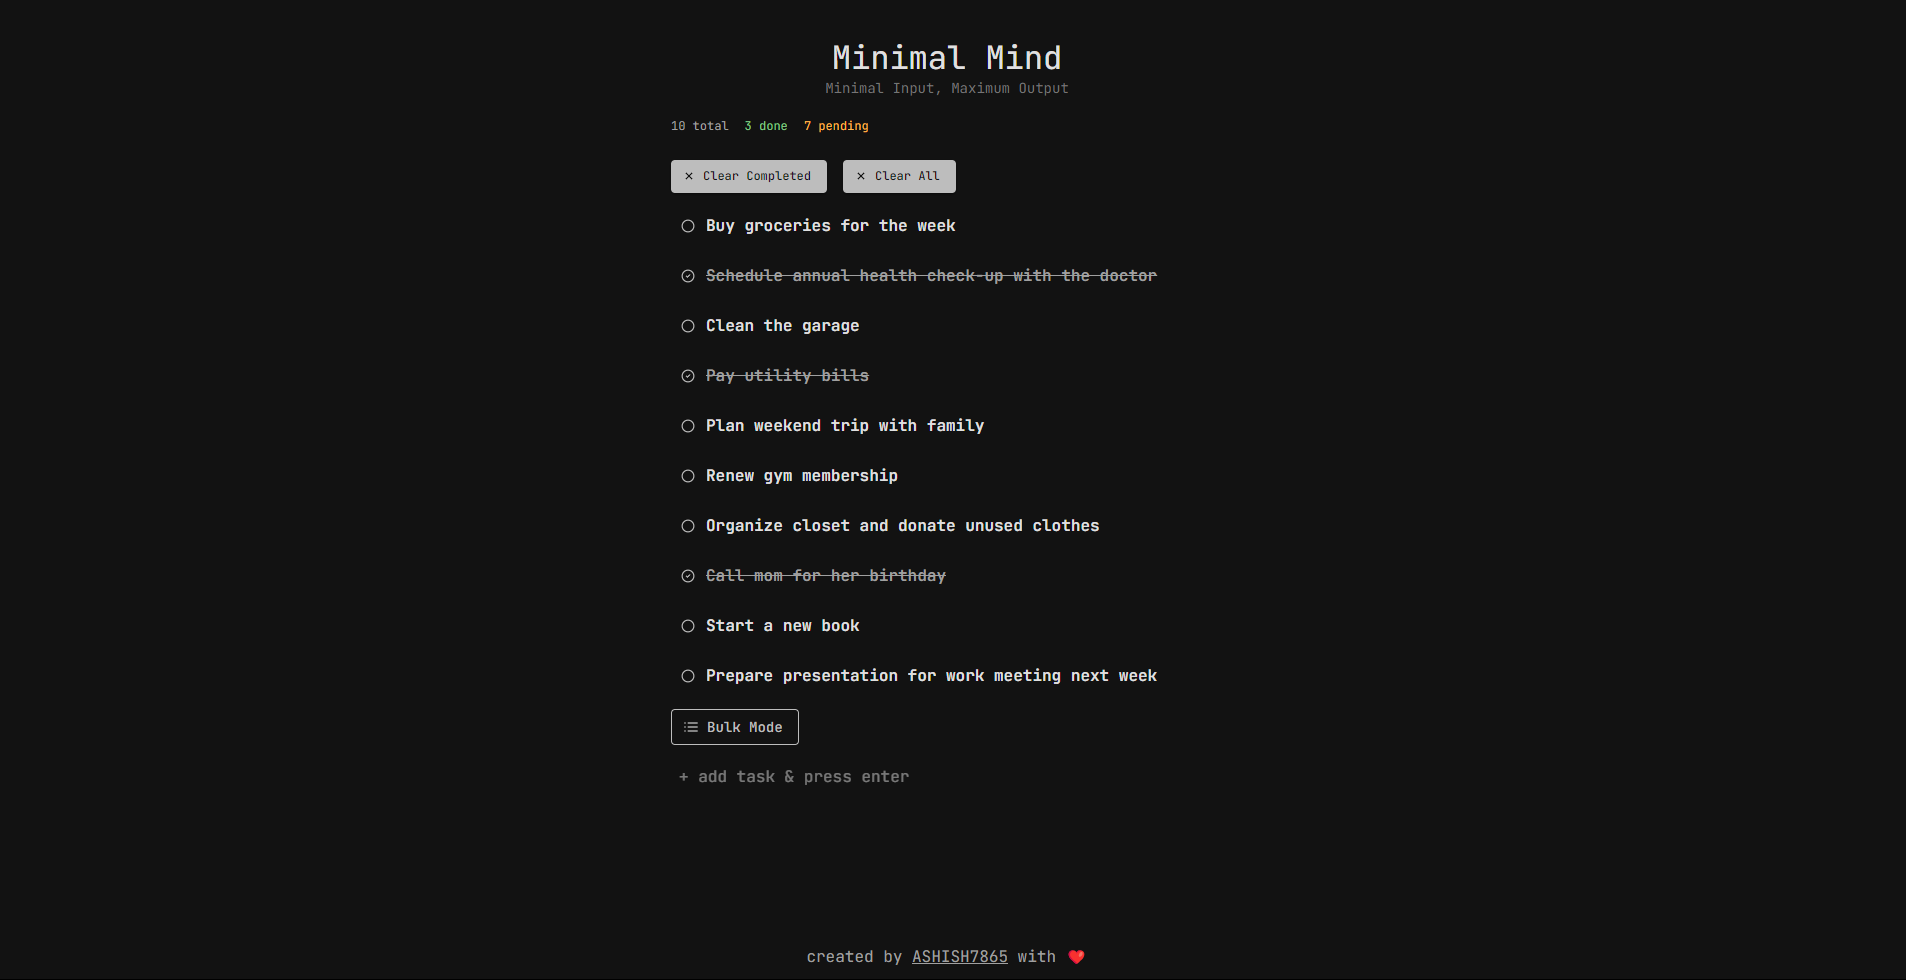 Minimal Mind
Minimal Input, Maximum Output
10 total 3 done 7 pending
× Clear Completed × Clear All
Buy groceries for the week
Schedule annual health check-up with the doctor
Clean the garage
Pay utility bills
Plan weekend trip with family
Renew gym membership
Organize closet and donate unused clothes
Call mom for her birthday
Start a new book
Prepare presentation for work meeting next week
Bulk Mode
+ add task & press enter
created by ASHISH7865 with ❤️